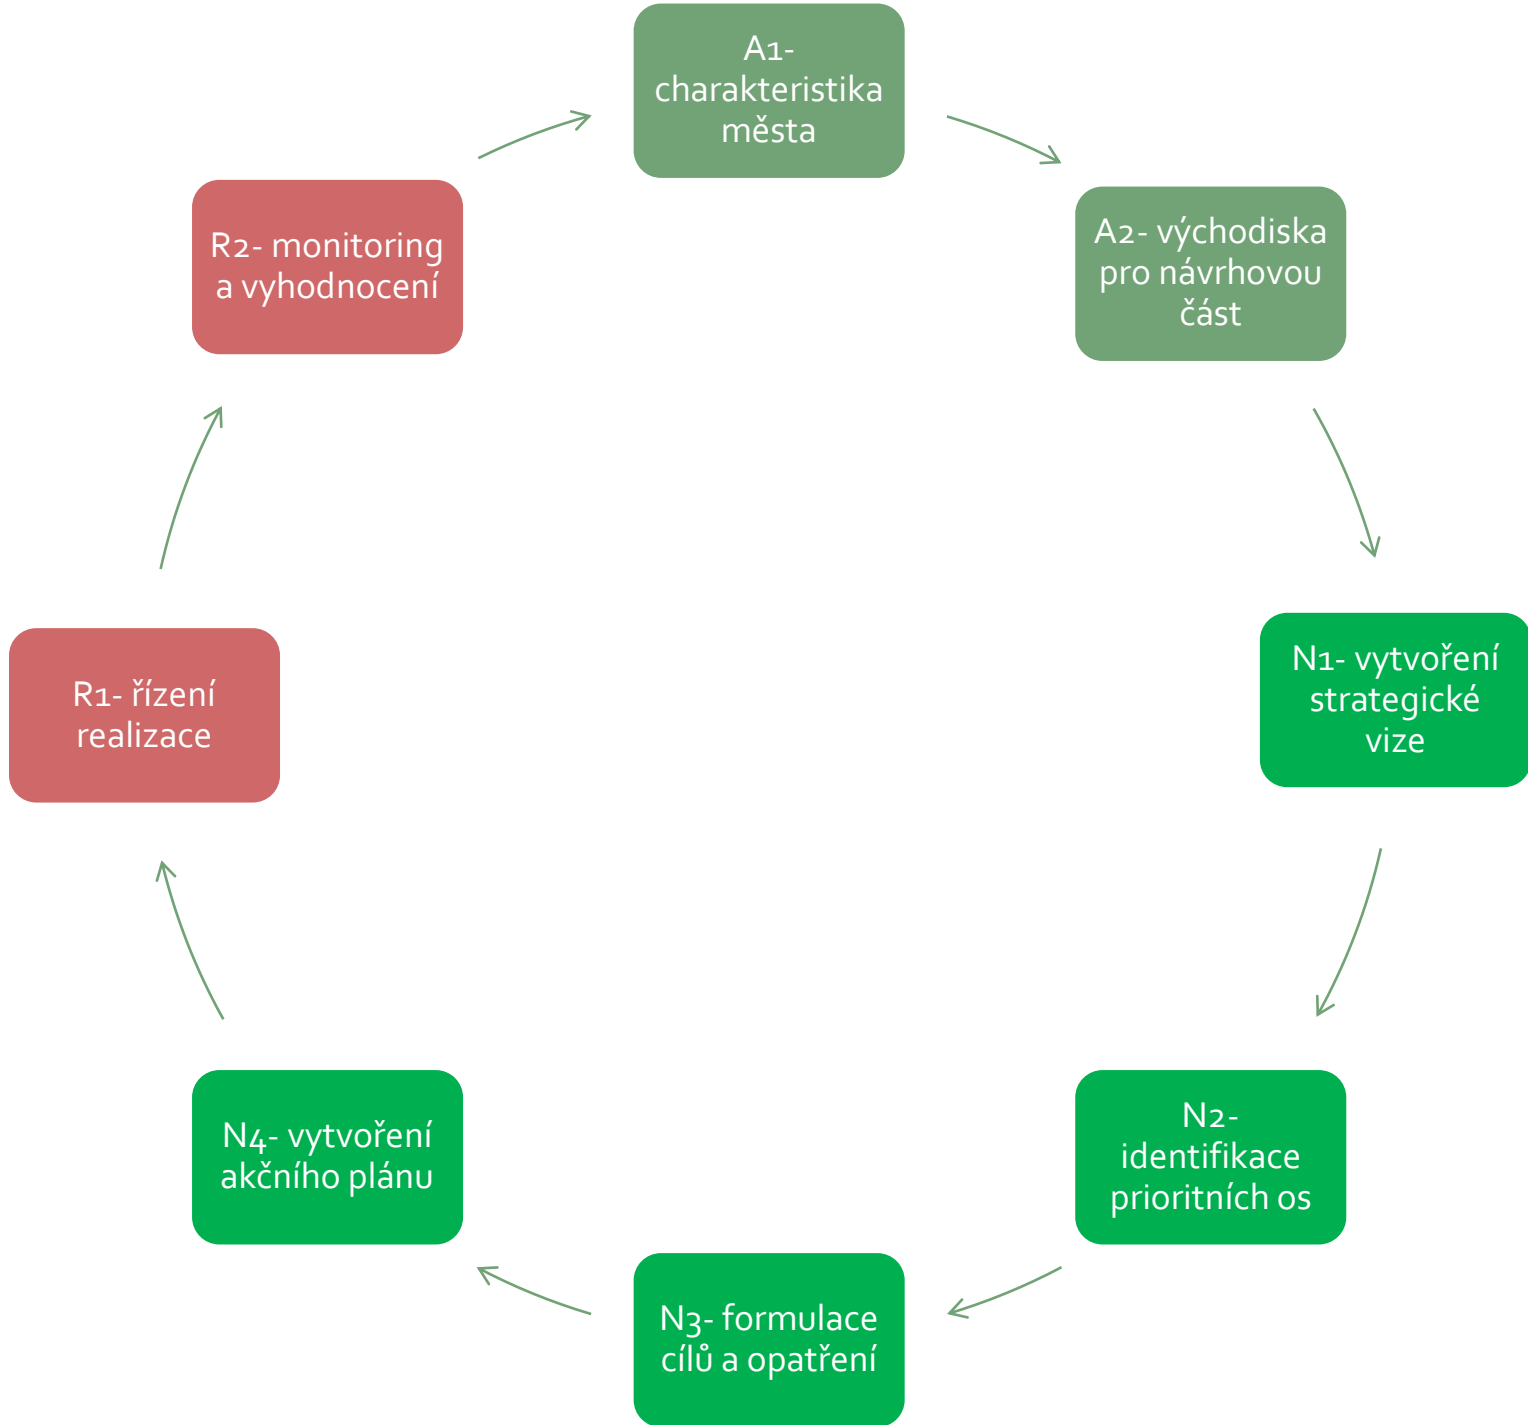 A1-
charakteristika
města
A2- východiska
pro návrhovou
část
N1- vytvoření
strategické
vize
N2-
identifikace
prioritních os
N3- formulace
cílů a opatření
N4- vytvoření
akčního plánu
R1- řízení
realizace
R2- monitoring
a vyhodnocení